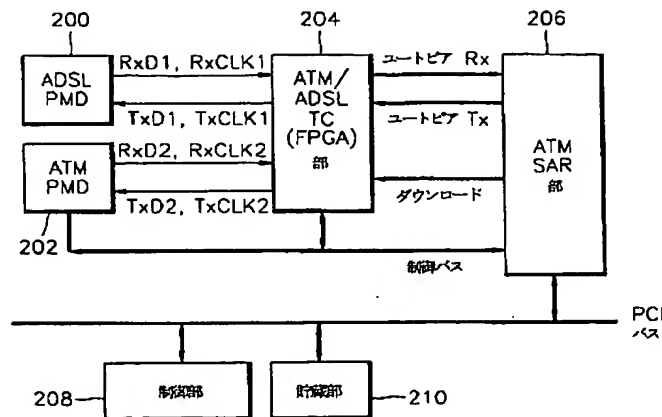 200
204
206
ADSL
PMD
RxD1, RxCLK1
TxD1, TxCLK1
ATM/
ADSL
TC
(FPGA)
部
ユートピア Rx
ユートピア Tx
ATM
SAR
部
ATM
PMD
RxD2, RxCLK2
TxD2, TxCLK2
ダウンロード
202
制御バス
PCI
バス
208
制御部
貯蔵部
210